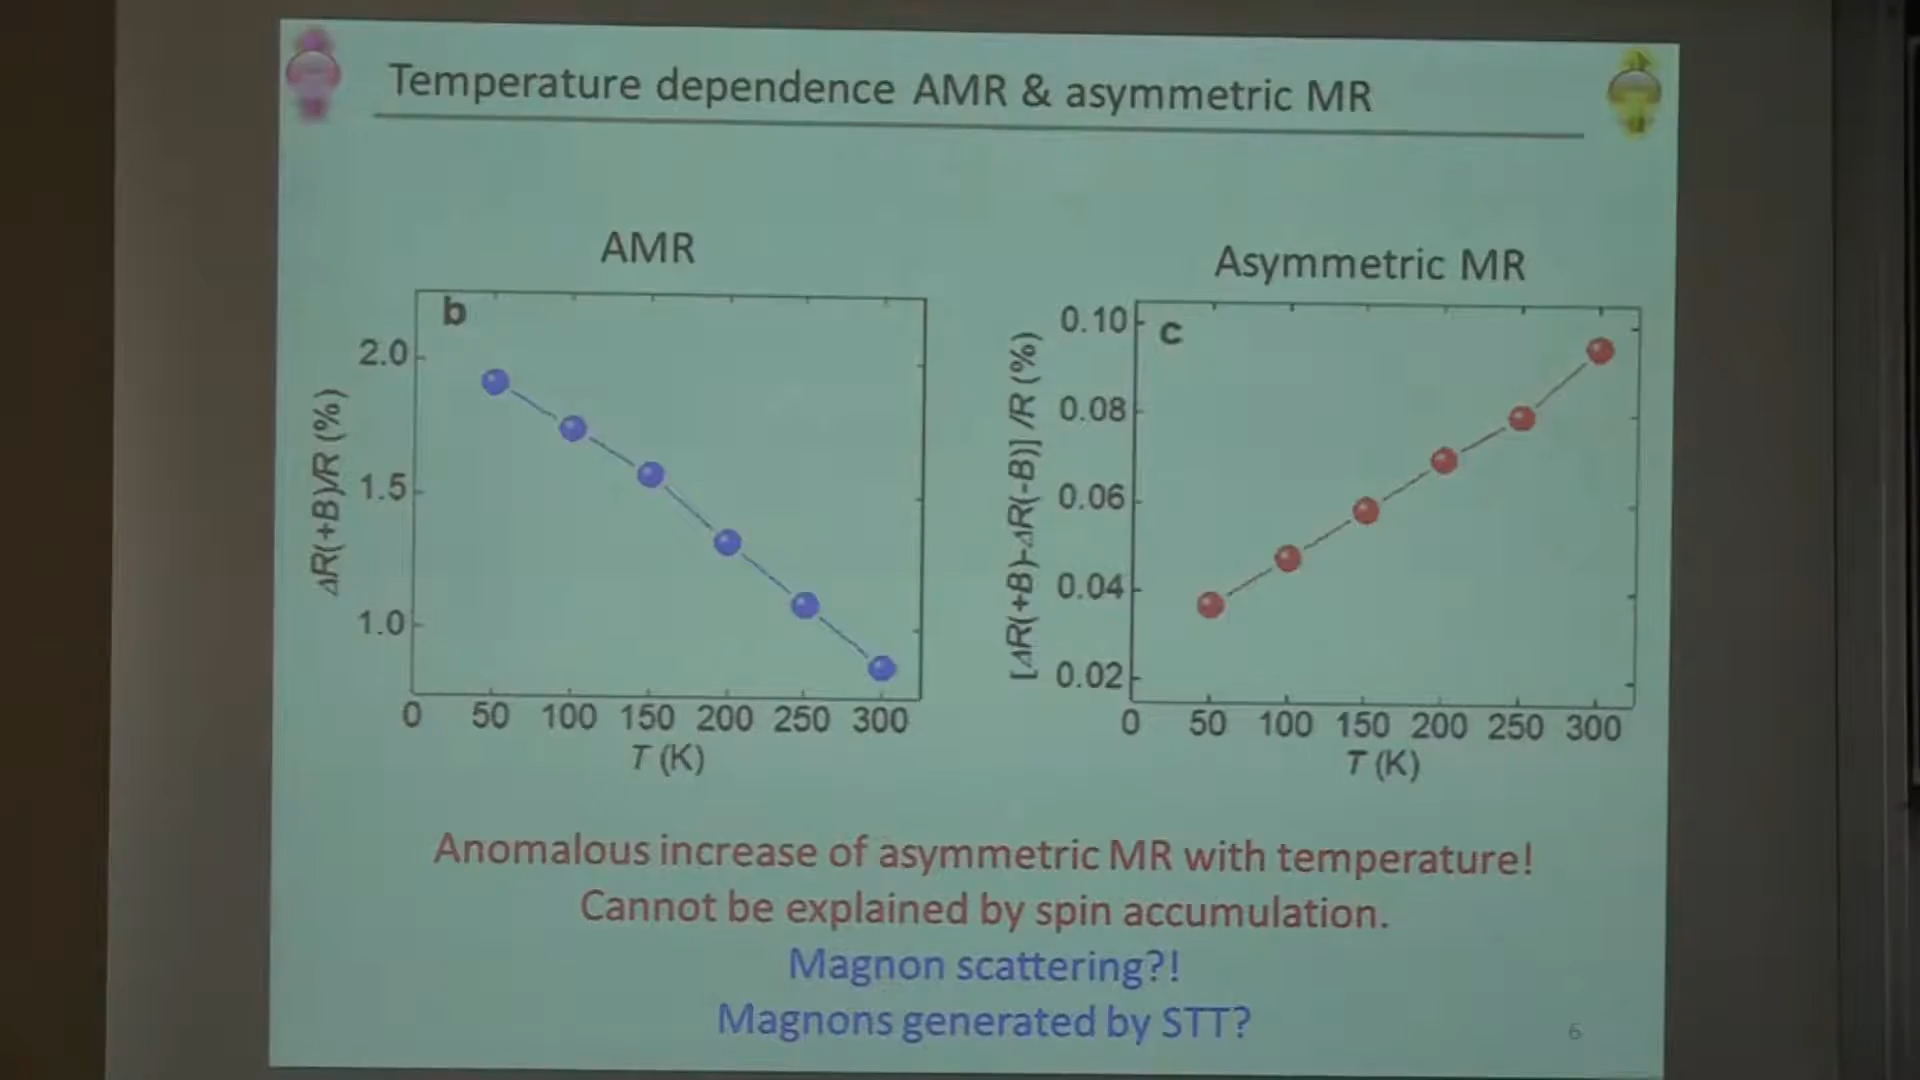 Temperature dependence AMR & asymmetric MR
AMR
b
ΔR(+B)/R (%)
2.0
1.5
1.0
0 50 100 150 200 250 300
T (K)
Asymmetric MR
c
[ΔR(+B)-ΔR(-B)] /R (%)
0.10
0.08
0.06
0.04
0.02
0 50 100 150 200 250 300
T (K)
Anomalous increase of asymmetric MR with temperature!
Cannot be explained by spin accumulation.
Magnon scattering?!
Magnons generated by STT?
6